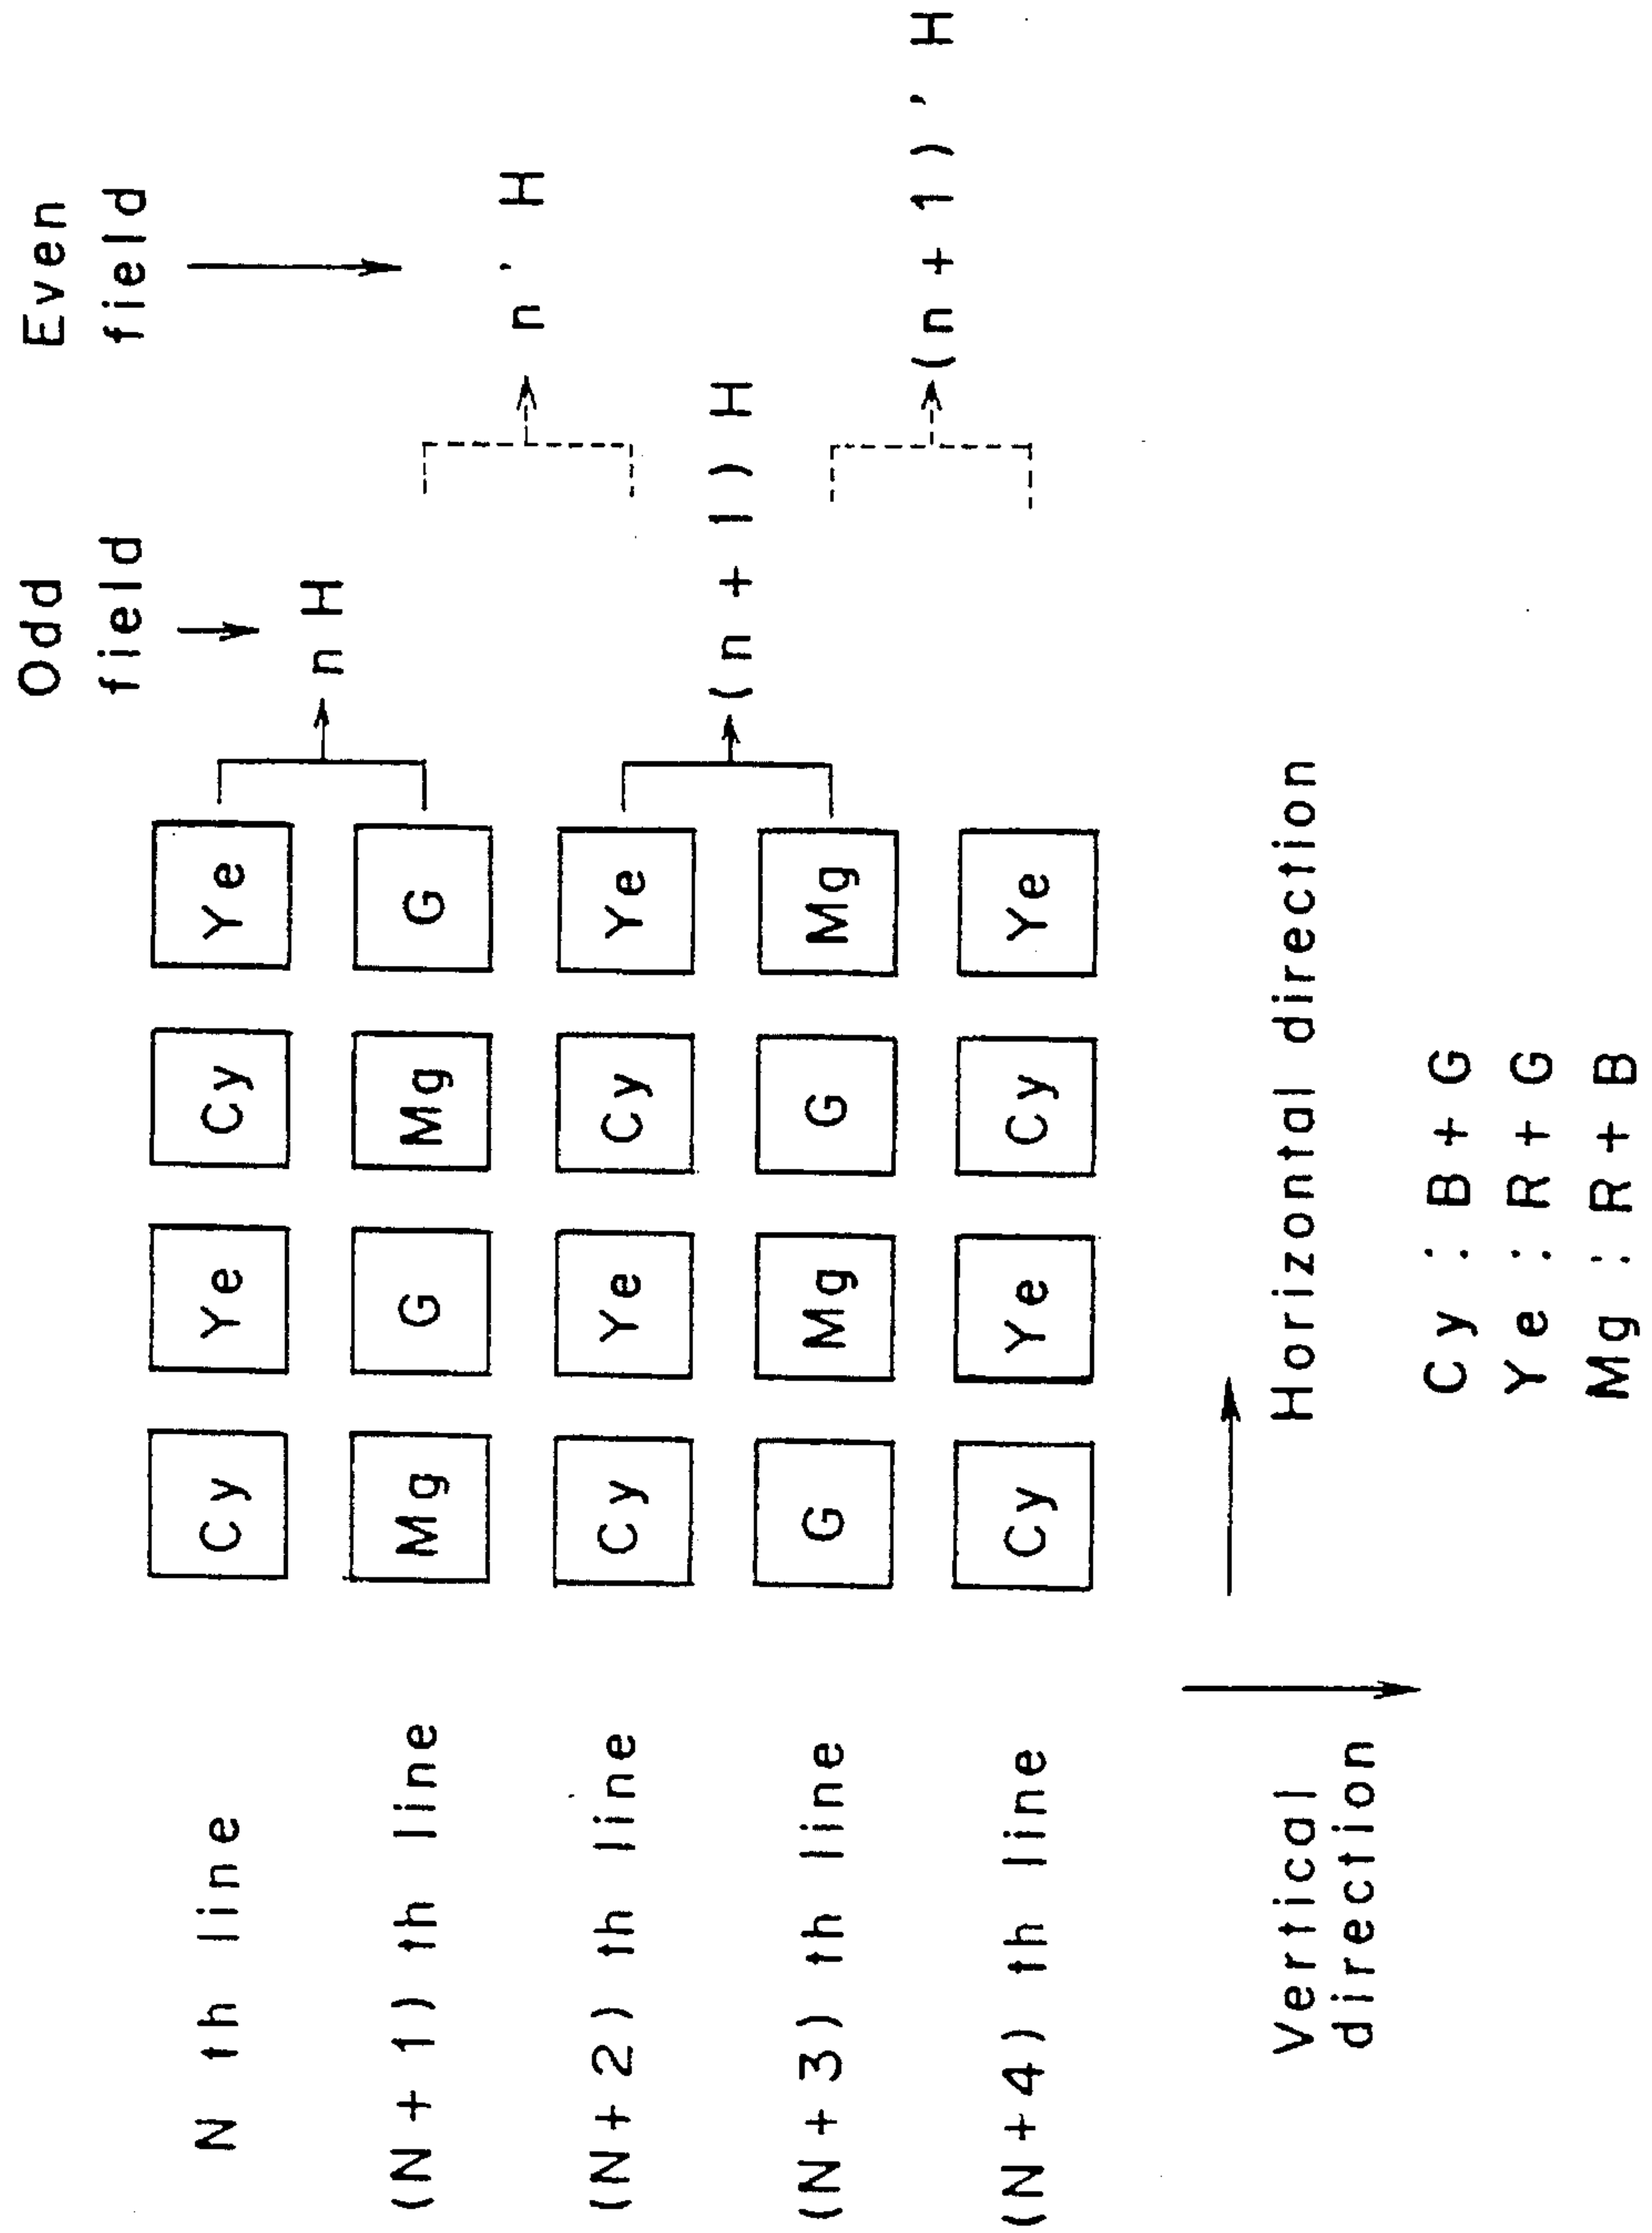 Odd field
Even field
N th line Cy Ye Cy Ye
n H
(N + 1) th line Mg G Mg G
n ' H
(N + 2) th line Cy Ye Cy Ye
(n + 1) H
(N + 3) th line G Mg G Mg
(n + 1) ' H
(N + 4) th line Cy Ye Cy Ye
Vertical direction
Horizontal direction
Cy : B + G
Ye : R + G
Mg : R + B